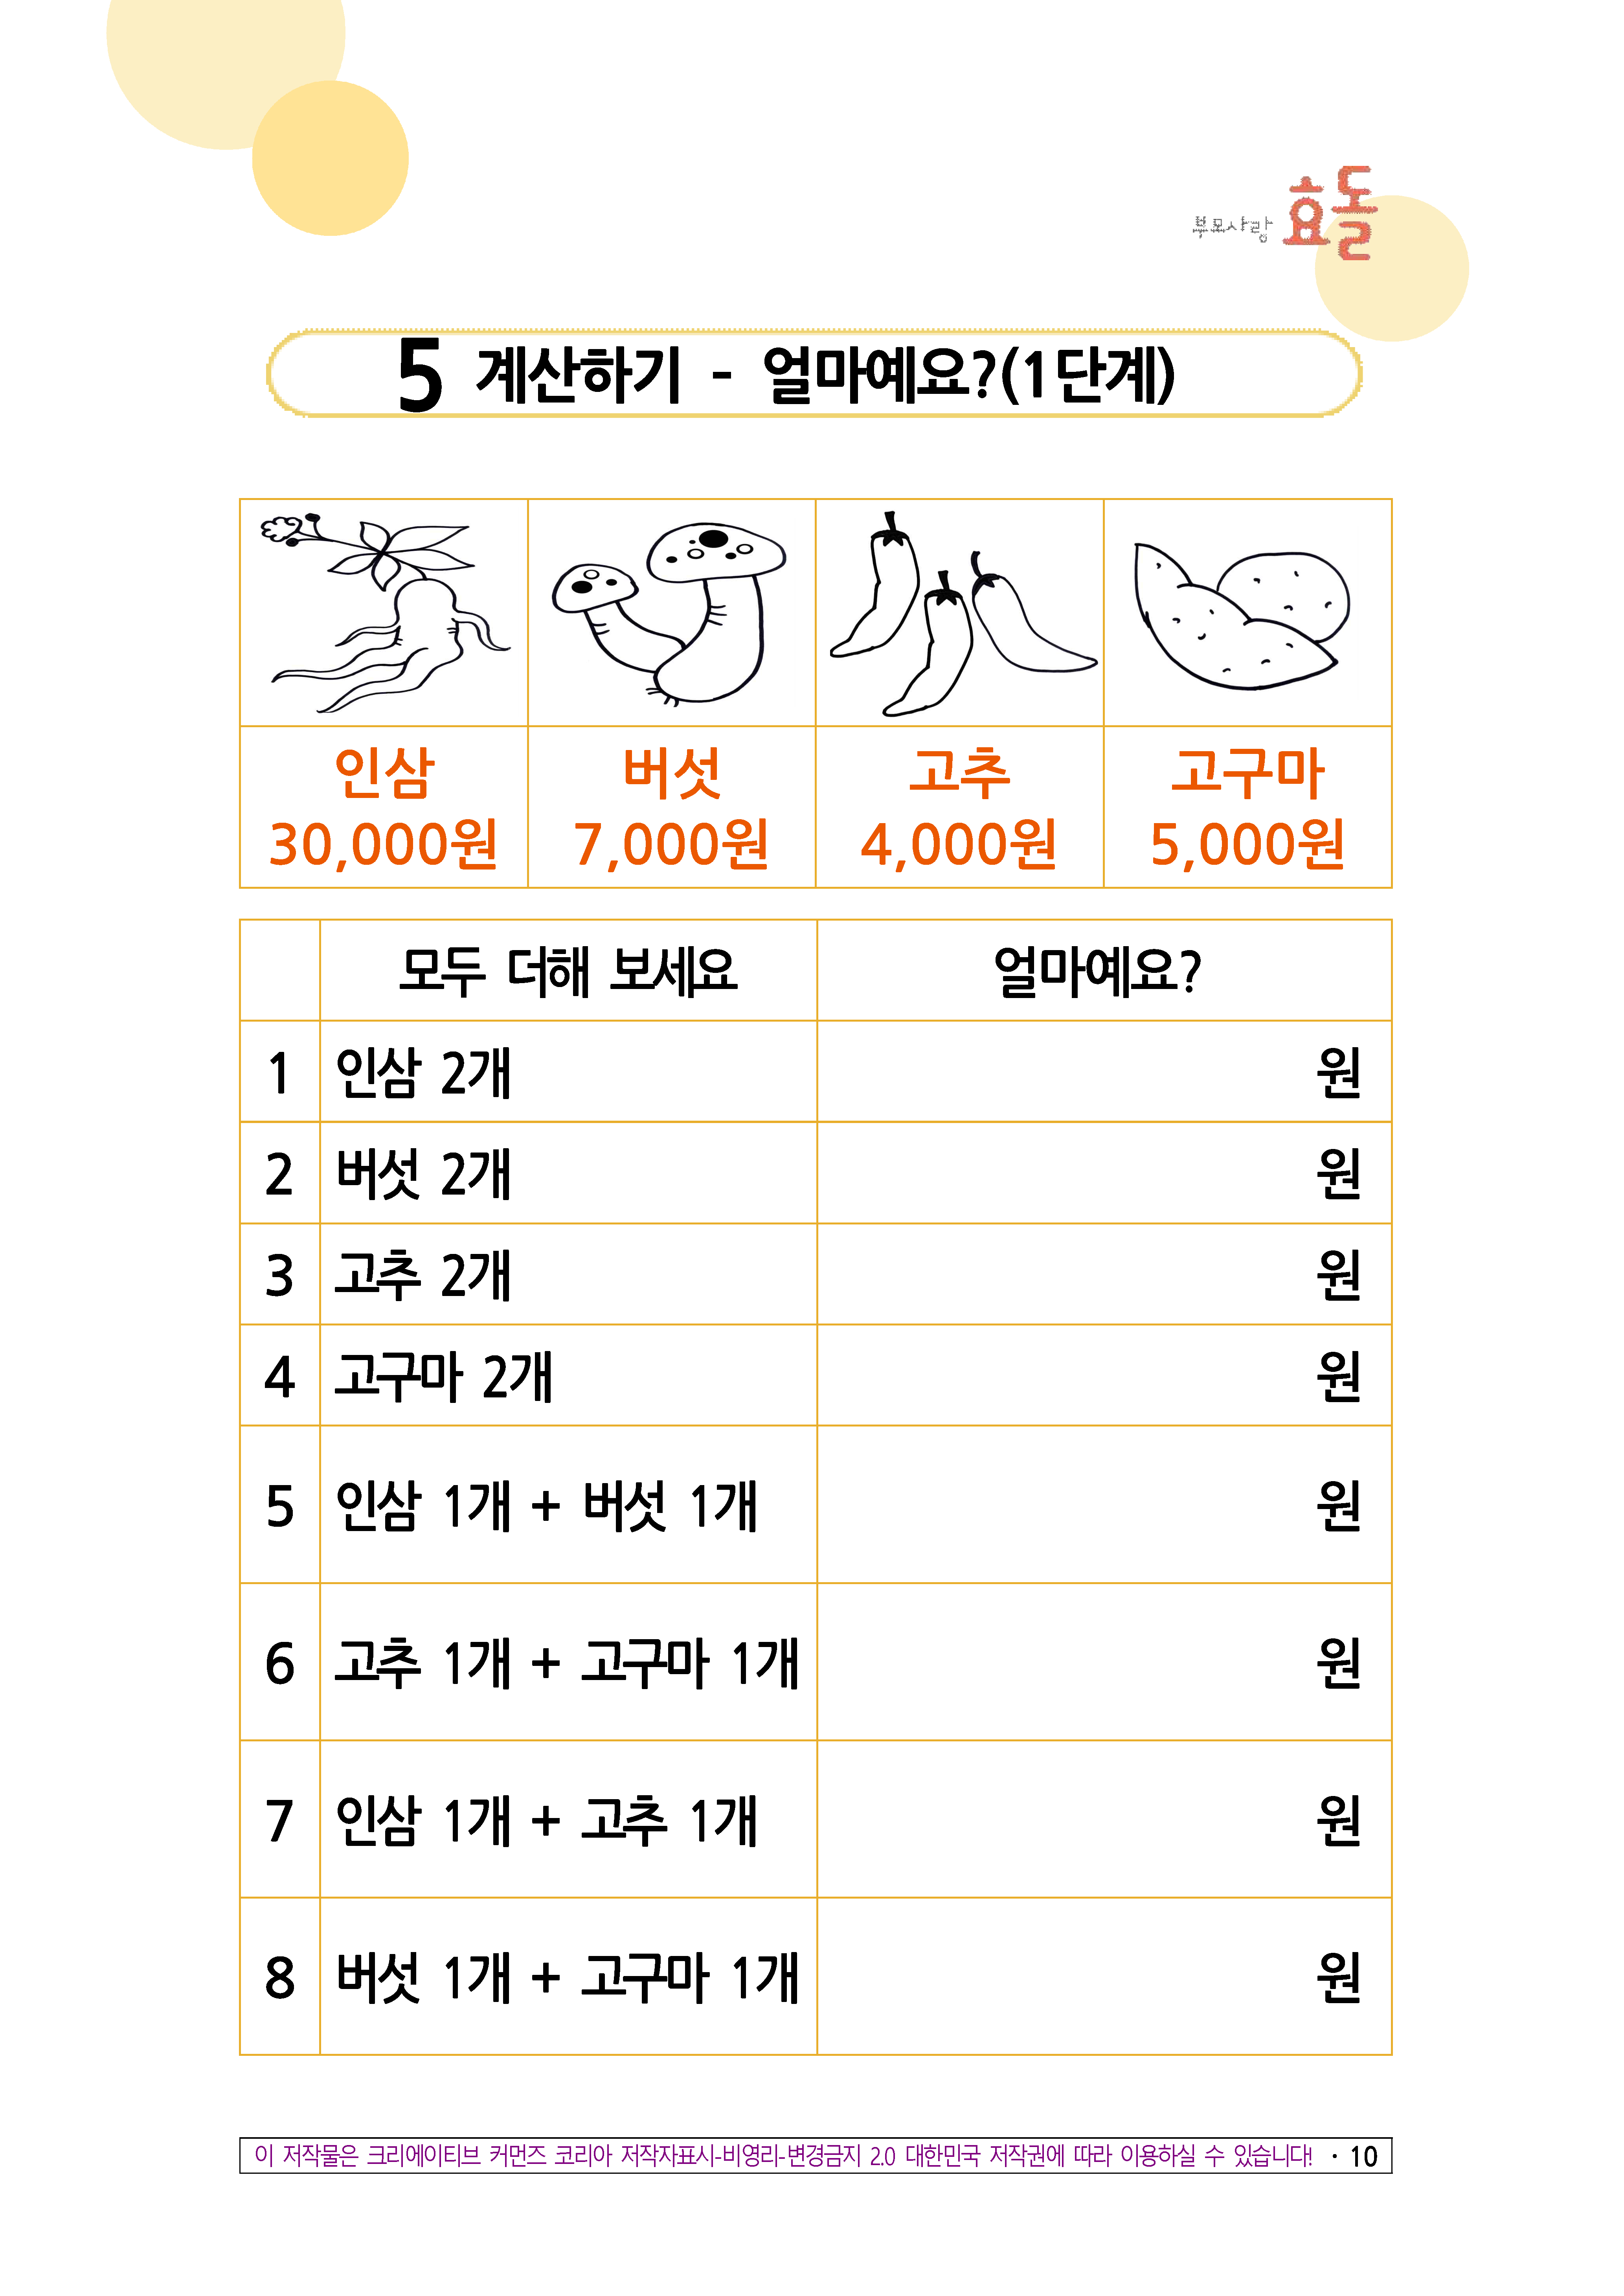 부모사랑 효돌
5 계산하기 - 얼마예요?(1단계)
인삼 버섯 고추 고구마
30,000원 7,000원 4,000원 5,000원
모두 더해 보세요 얼마예요?
1 인삼 2개 원
2 버섯 2개 원
3 고추 2개 원
4 고구마 2개 원
5 인삼 1개 + 버섯 1개 원
6 고추 1개 + 고구마 1개 원
7 인삼 1개 + 고추 1개 원
8 버섯 1개 + 고구마 1개 원
이 저작물은 크리에이티브 커먼즈 코리아 저작자표시-비영리-변경금지 2.0 대한민국 저작권에 따라 이용하실 수 있습니다! · 10